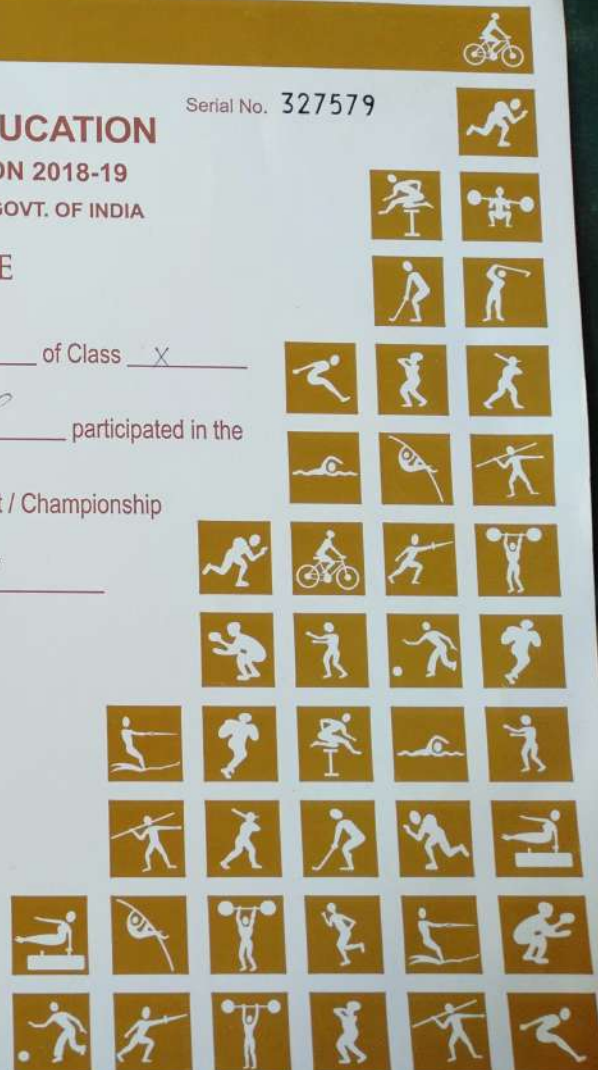 Serial No. 327579
UCATION
ON 2018-19
GOVT. OF INDIA
E
of Class X
participated in the
t / Championship